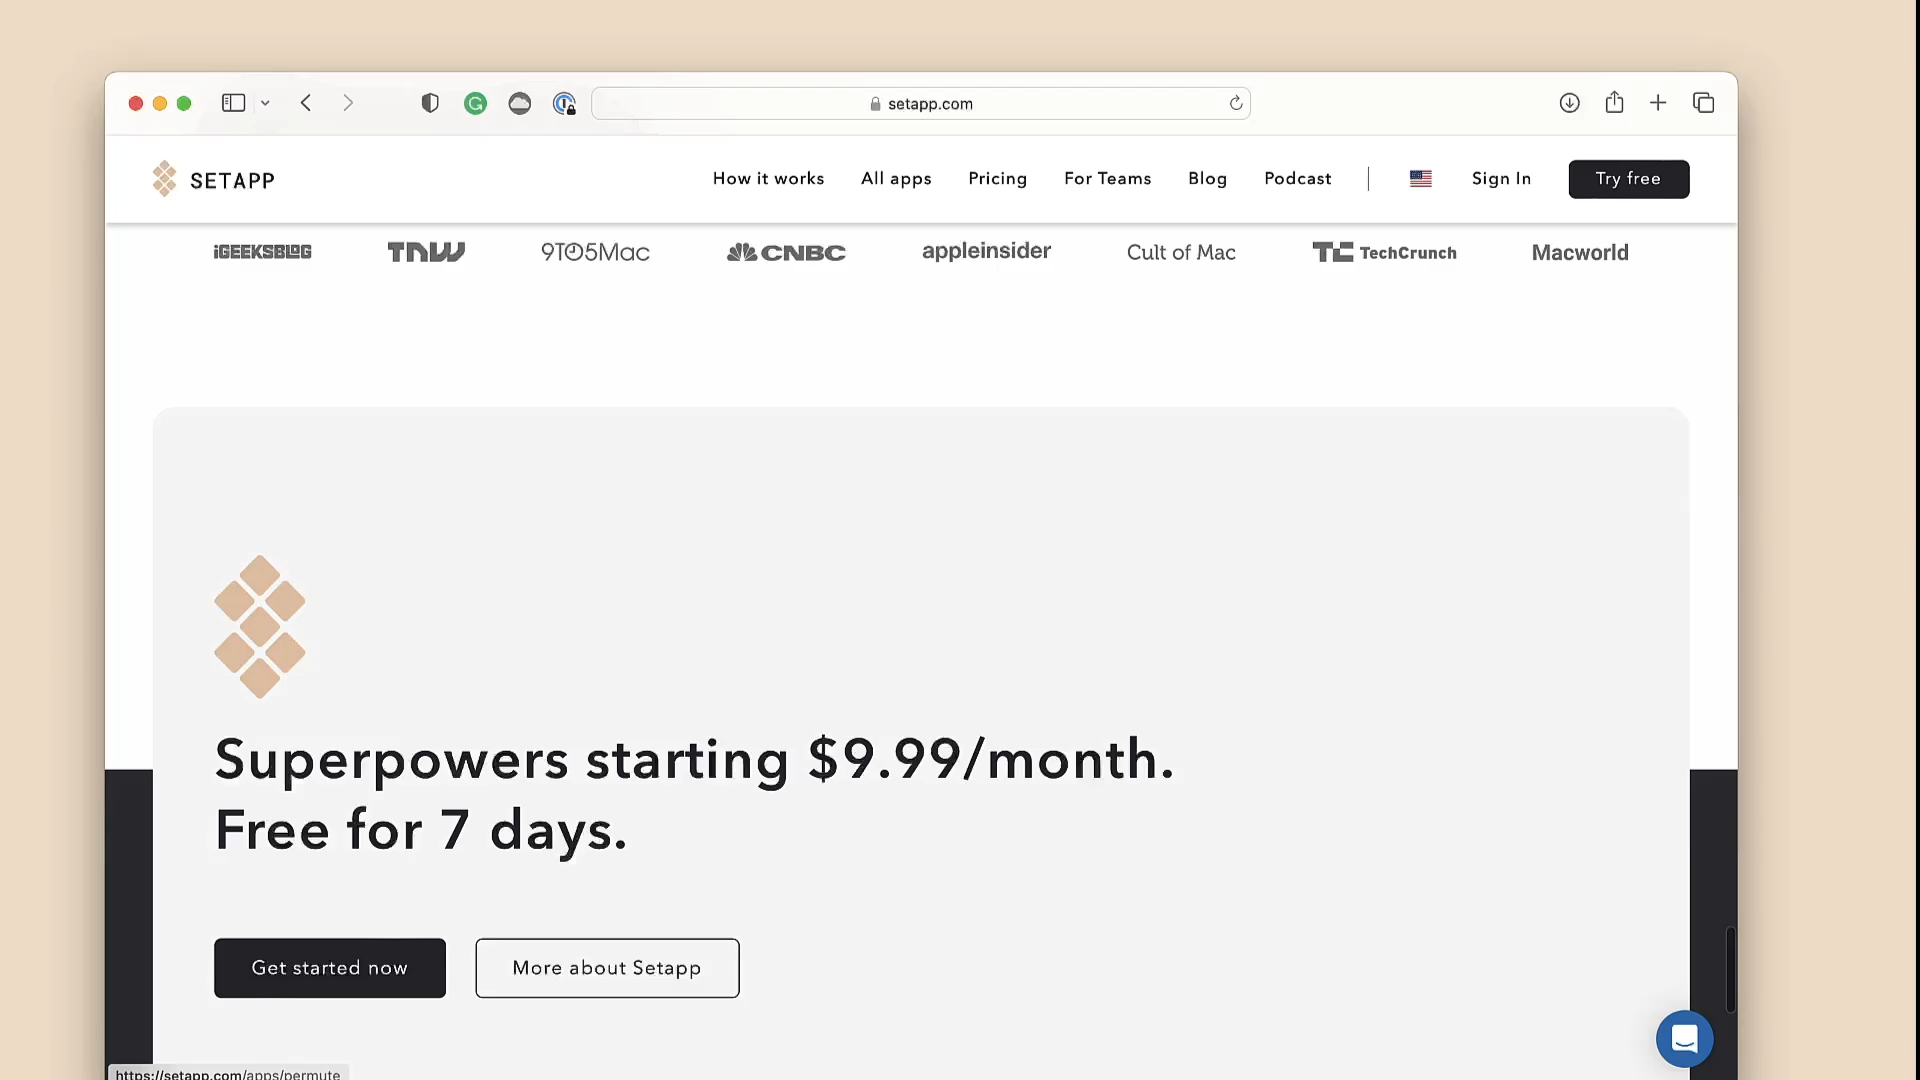 setapp.com
SETAPP
How it works
All apps
Pricing
For Teams
Blog
Podcast
Sign In
Try free
iGEEKSBLOG
TNW
9TO5Mac
CNBC
appleinsider
Cult of Mac
TC TechCrunch
Macworld
Superpowers starting $9.99/month.
Free for 7 days.
Get started now
More about Setapp
https://setapp.com/apps/permute